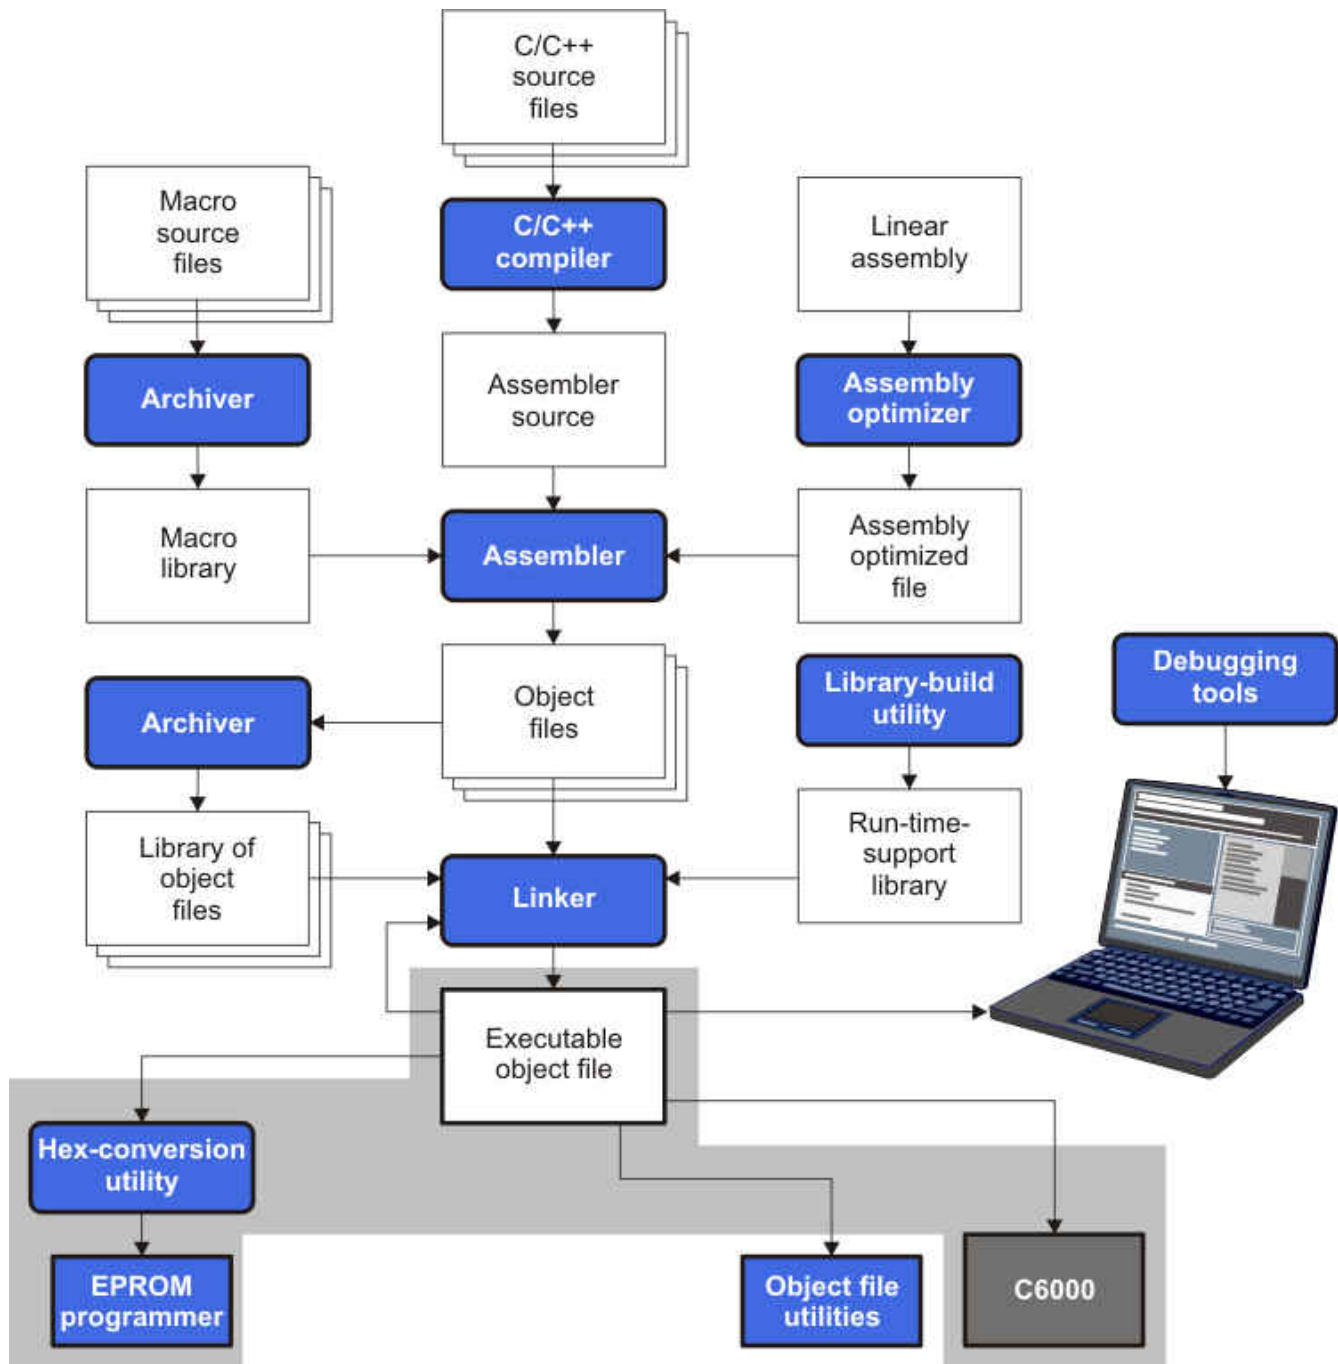 C/C++
source
files
Macro
source
files
C/C++
compiler
Linear
assembly
Archiver
Assembler
source
Assembly
optimizer
Macro
library
Assembler
Assembly
optimized
file
Archiver
Object
files
Library-build
utility
Debugging
tools
Library of
object
files
Linker
Run-time-
support
library
Executable
object file
Hex-conversion
utility
EPROM
programmer
Object file
utilities
C6000